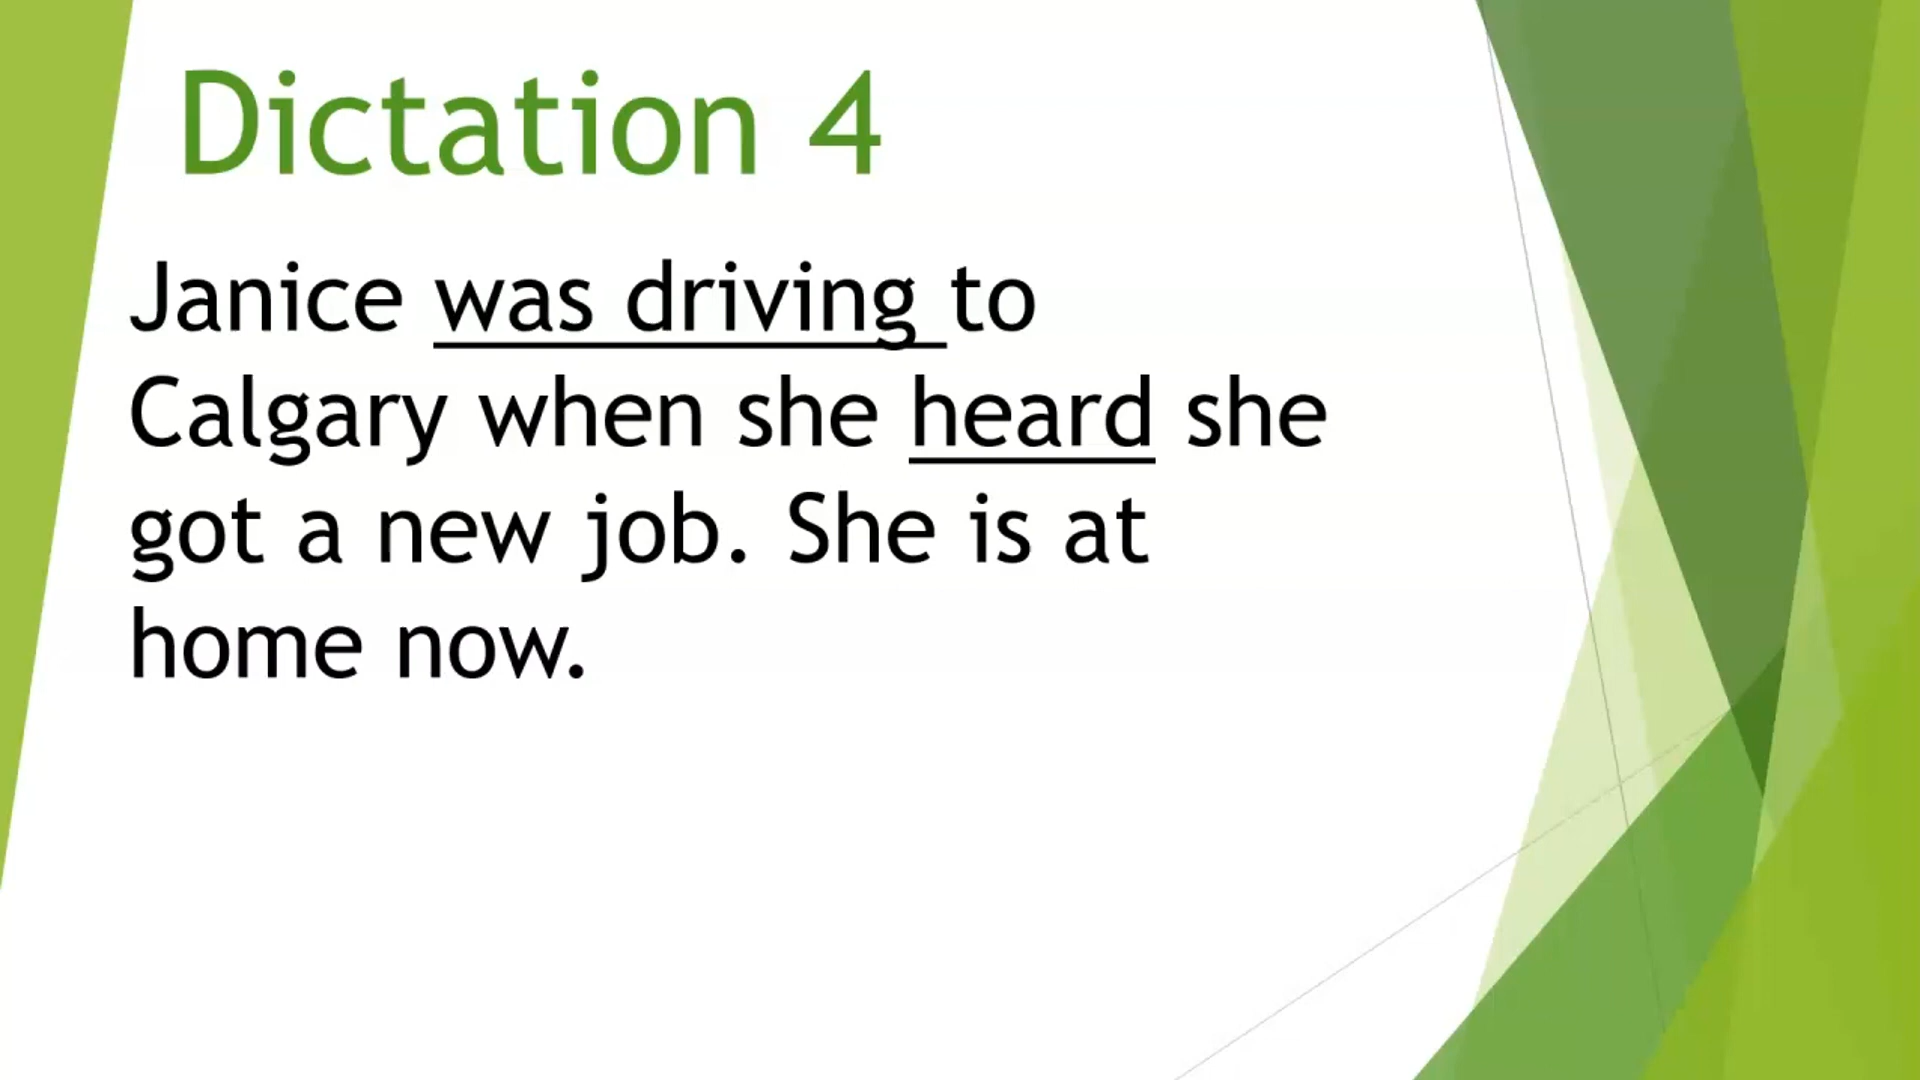 Dictation 4
Janice was driving to
Calgary when she heard she
got a new job. She is at
home now.